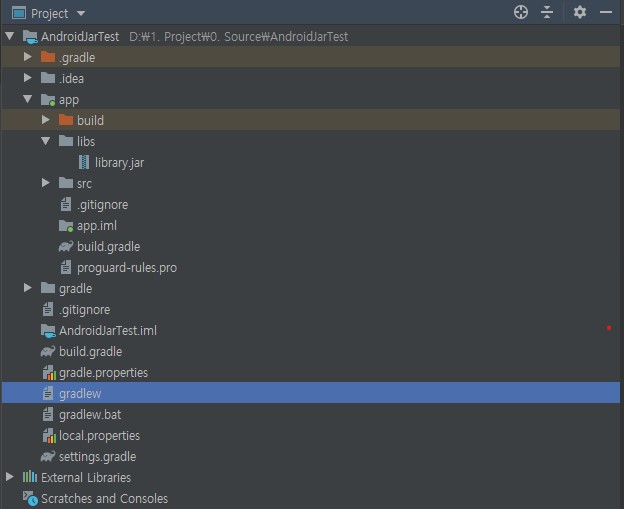 Project
AndroidJarTest D:₩1. Project₩0. Source₩AndroidJarTest
.gradle
.idea
app
build
libs
library.jar
src
.gitignore
app.iml
build.gradle
proguard-rules.pro
gradle
.gitignore
AndroidJarTest.iml
build.gradle
gradle.properties
gradlew
gradlew.bat
local.properties
settings.gradle
External Libraries
Scratches and Consoles